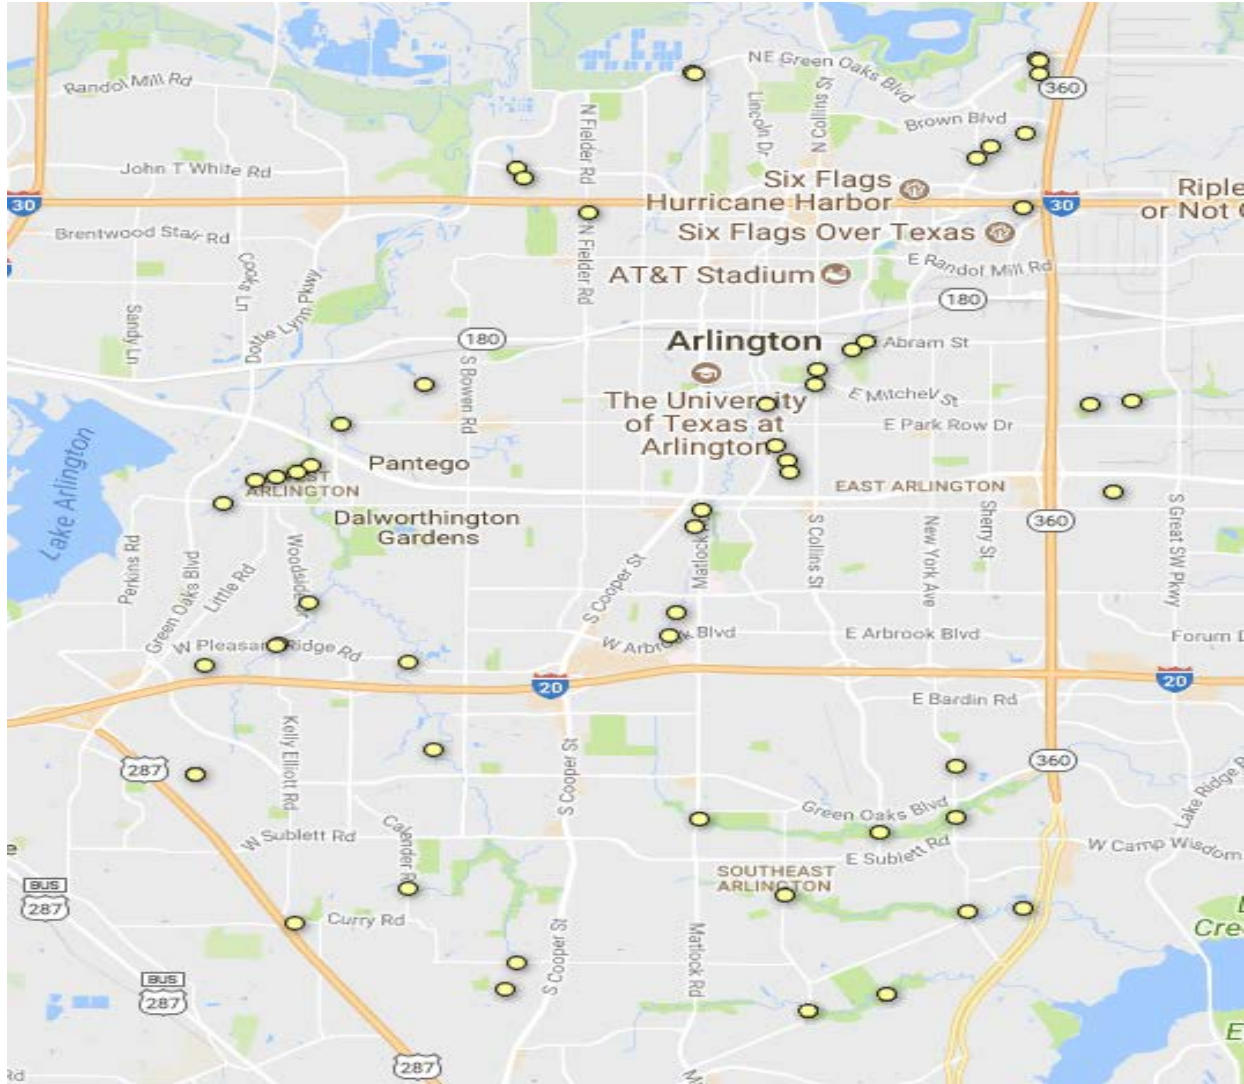 NE Green Oaks Blvd
Randol Mill Rd
360
Lincoln Dr
N Collins St
Brown Blvd
N Fielder Rd
John T White Rd
Six Flags
Hurricane Harbor
Ripl
or Not
30
30
Brentwood Stair Rd
Six Flags Over Texas
N Fielder Rd
E Randol Mill Rd
AT&T Stadium
Cooks Ln
Dottie Lynn Pkwy
180
Sandy Ln
180
Arlington
Abram St
S Bowen Rd
The University
of Texas at
Arlington
E Mitchell St
E Park Row Dr
Lake Arlington
Pantego
ARLINGTON
EAST ARLINGTON
Dalworthington
Gardens
360
S Great SW Pkwy
Perkins Rd
Green Oaks Blvd
Little Rd
S Cooper St
Matlock
S Collins St
New York Ave
Sherry St
W Pleasant Ridge Rd
W Arbrook Blvd
E Arbrook Blvd
Forum
20
20
E Bardin Rd
Kelly Elliott Rd
S Cooper St
287
360
Lake Ridge
Green Oaks Blvd
W Sublett Rd
Calender R
E Sublett Rd
W Camp Wisdom
e
SOUTHEAST
ARLINGTON
BUS
287
Curry Rd
Cre
S Cooper St
Matlock Rd
BUS
287
E
287
Rd